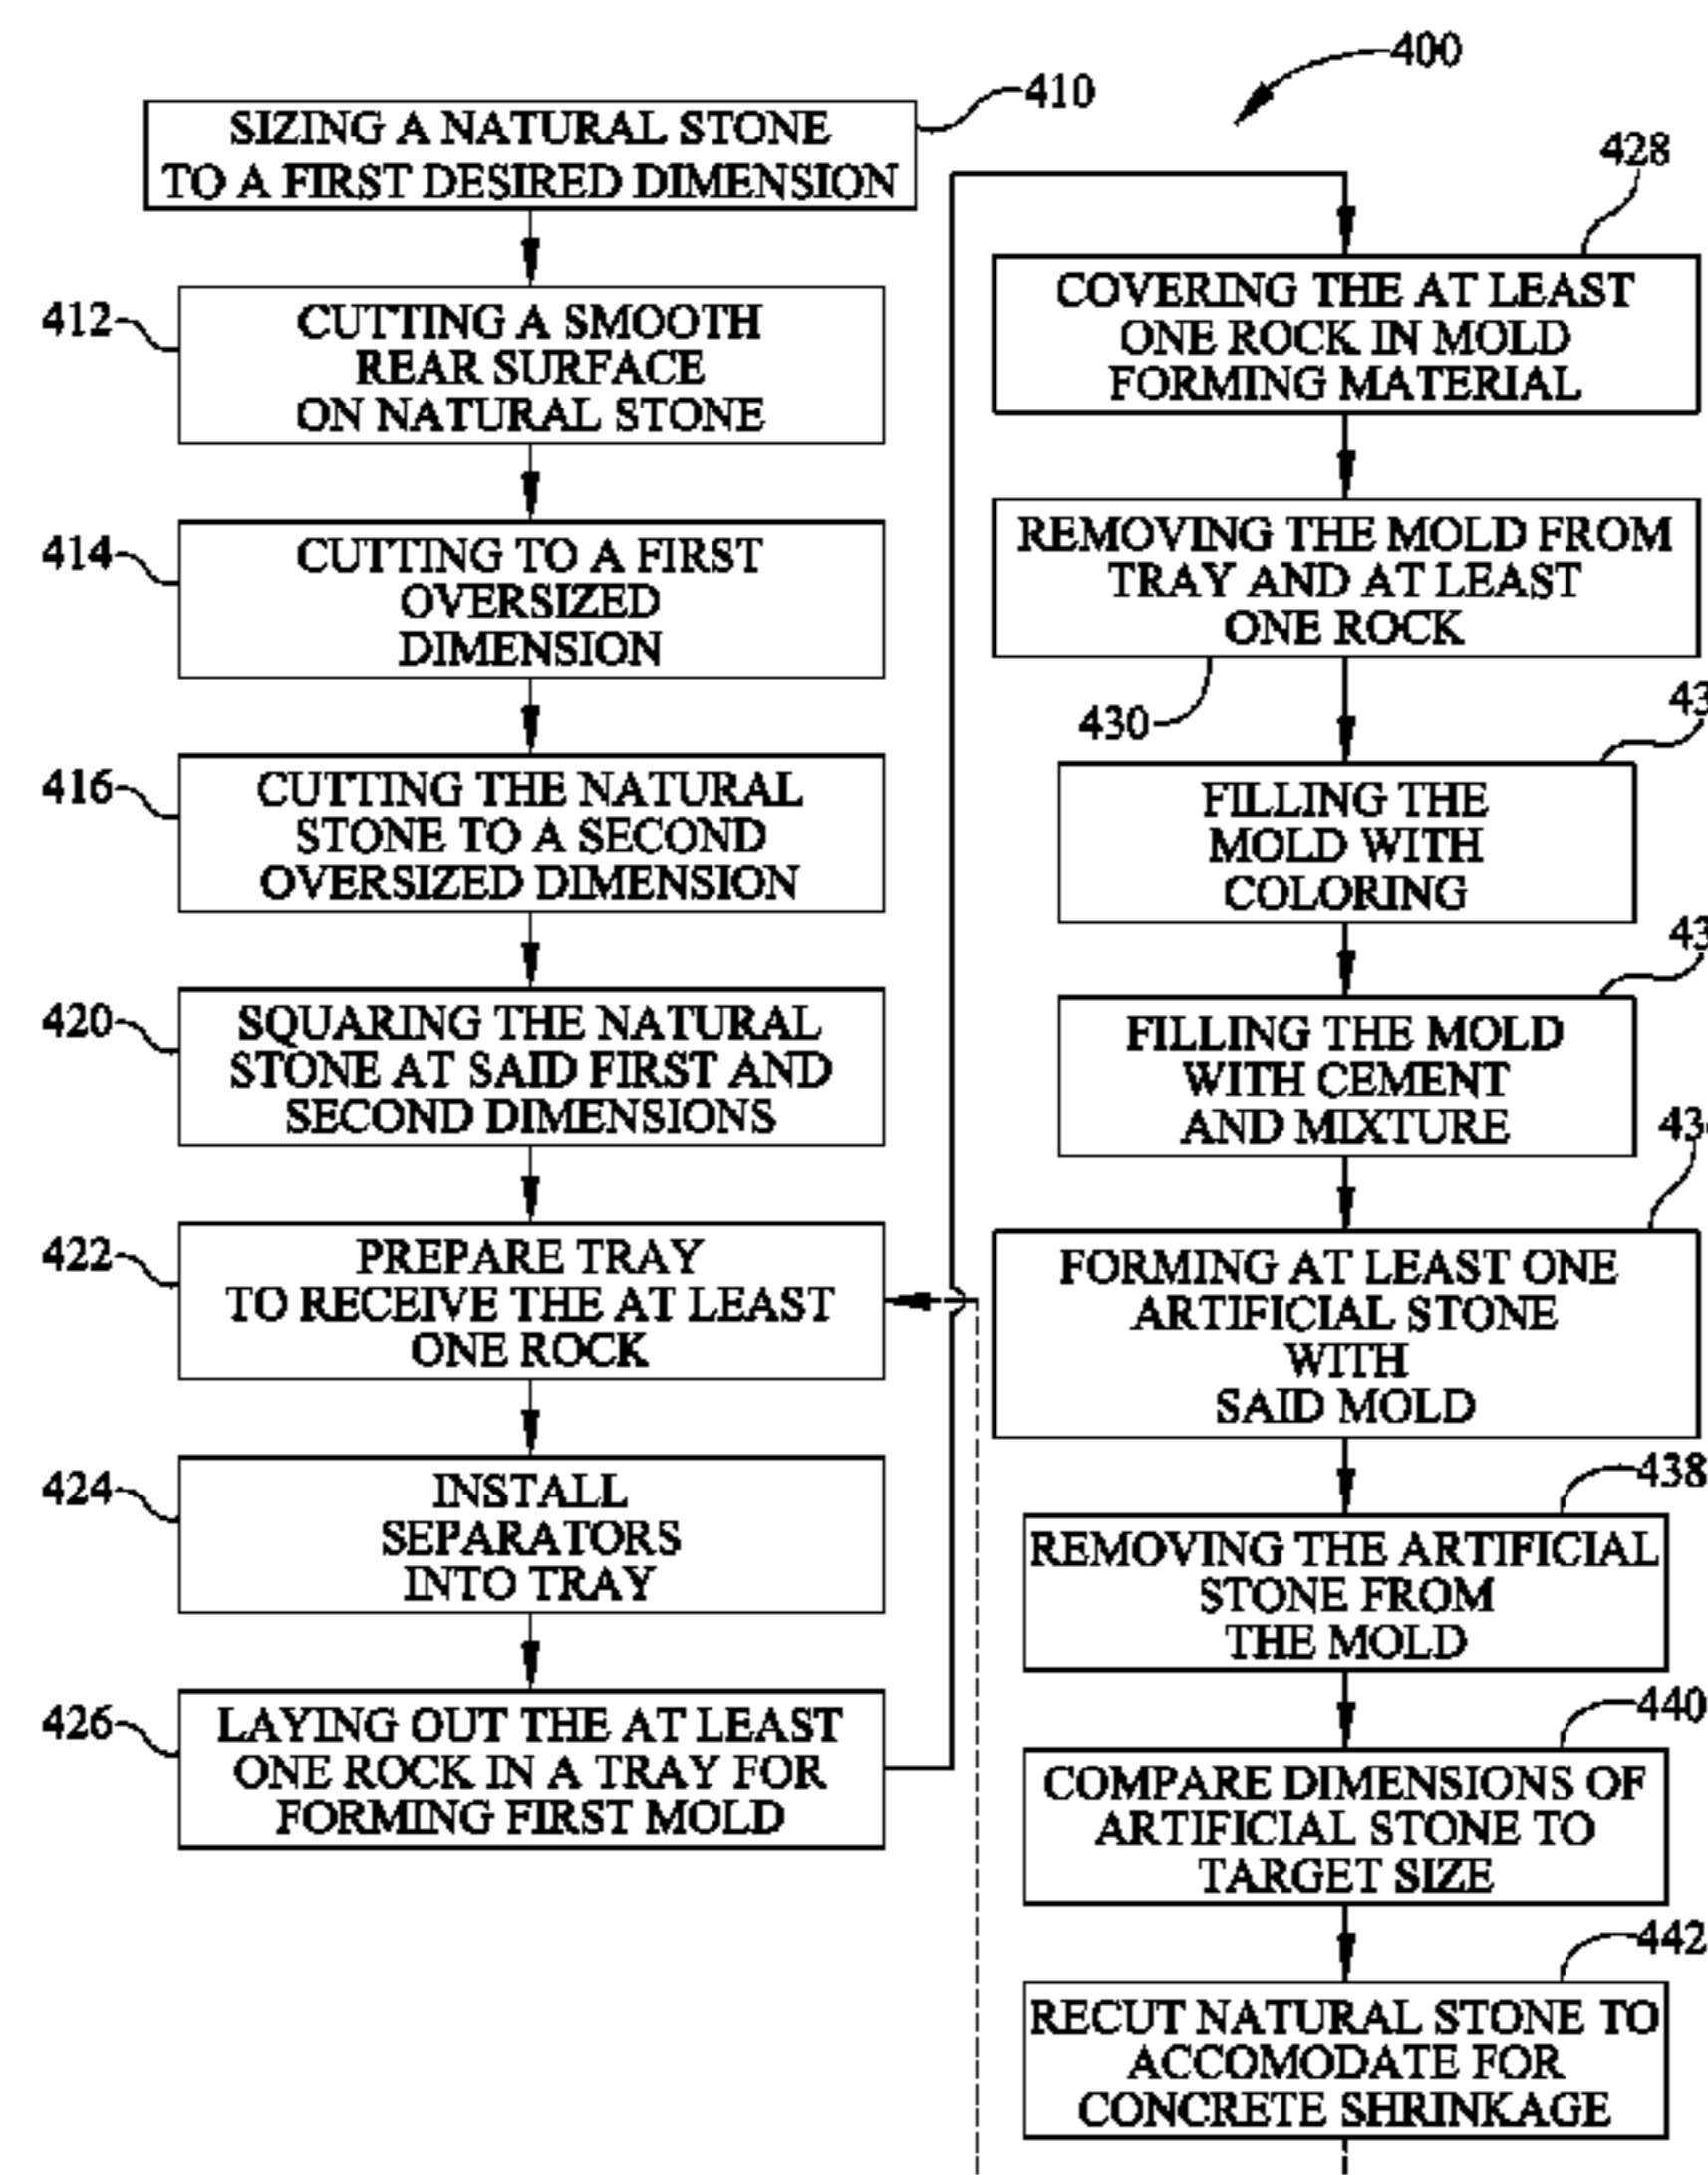 400
410
SIZING A NATURAL STONE
TO A FIRST DESIRED DIMENSION
412
CUTTING A SMOOTH
REAR SURFACE
ON NATURAL STONE
414
CUTTING TO A FIRST
OVERSIZED
DIMENSION
416
CUTTING THE NATURAL
STONE TO A SECOND
OVERSIZED DIMENSION
420
SQUARING THE NATURAL
STONE AT SAID FIRST AND
SECOND DIMENSIONS
422
PREPARE TRAY
TO RECEIVE THE AT LEAST
ONE ROCK
424
INSTALL
SEPARATORS
INTO TRAY
426
LAYING OUT THE AT LEAST
ONE ROCK IN A TRAY FOR
FORMING FIRST MOLD
428
COVERING THE AT LEAST
ONE ROCK IN MOLD
FORMING MATERIAL
REMOVING THE MOLD FROM
TRAY AND AT LEAST
ONE ROCK
430
FILLING THE
MOLD WITH
COLORING
FILLING THE MOLD
WITH CEMENT
AND MIXTURE
FORMING AT LEAST ONE
ARTIFICIAL STONE
WITH
SAID MOLD
438
REMOVING THE ARTIFICIAL
STONE FROM
THE MOLD
440
COMPARE DIMENSIONS OF
ARTIFICIAL STONE TO
TARGET SIZE
442
RECUT NATURAL STONE TO
ACCOMODATE FOR
CONCRETE SHRINKAGE